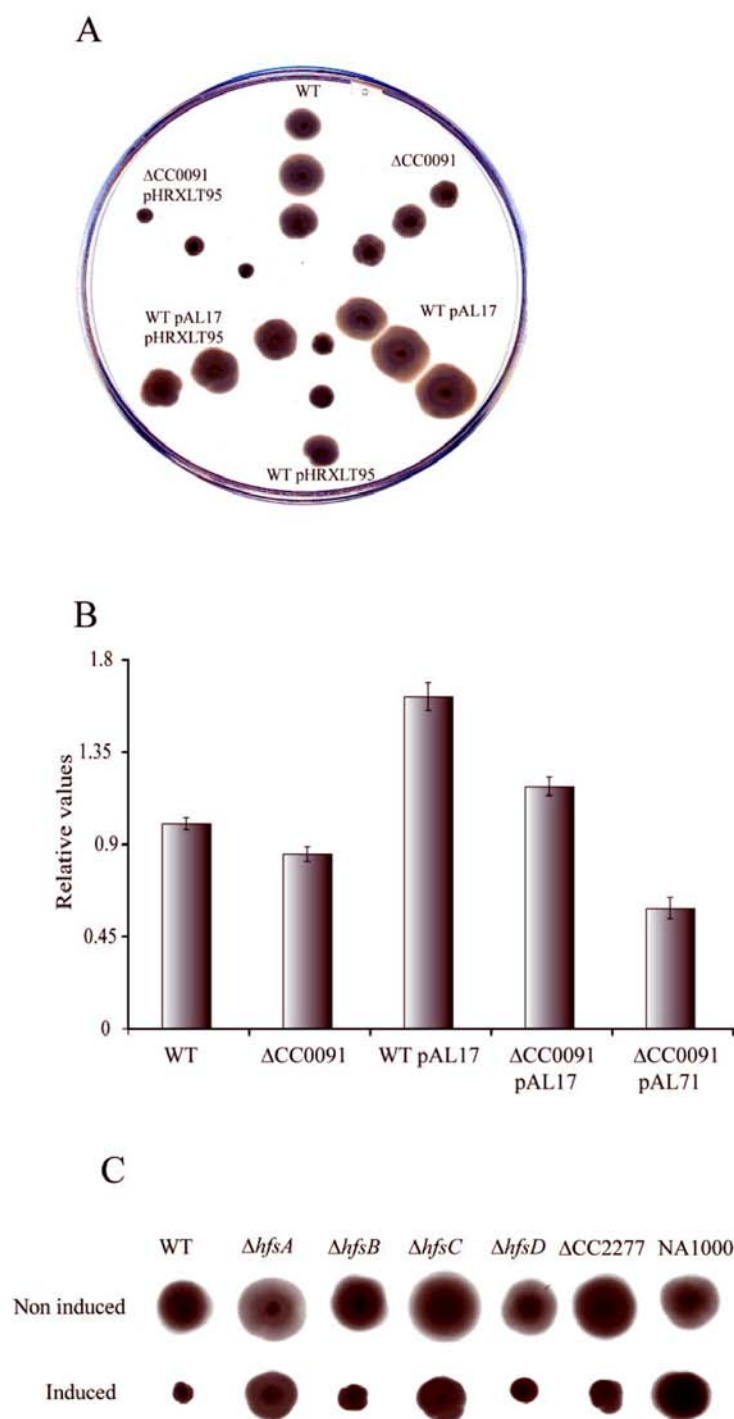 A
WT
ΔCC0091
pHRXLT95
ΔCC0091
WT pAL17
pHRXLT95
WT pAL17
WT pHRXLT95
B
Relative values
1.8
1.35
0.9
0.45
0
WT
ΔCC0091
WT pAL17
ΔCC0091
pAL17
ΔCC0091
pAL71
C
WT
ΔhfsA
ΔhfsB
ΔhfsC
ΔhfsD
ΔCC2277
NA1000
Non induced
Induced